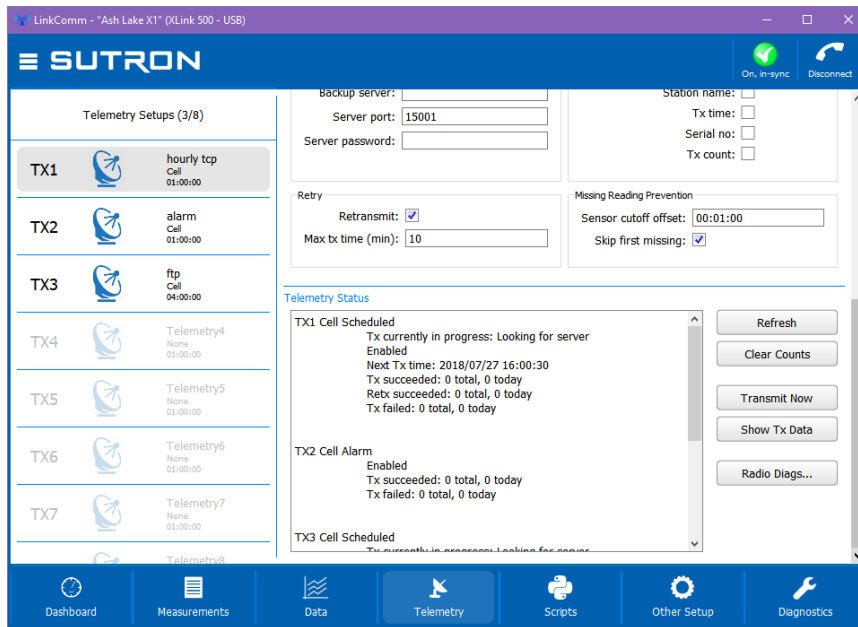 LinkComm - "Ash Lake X1" (XLink 500 - USB)
SUTRON
On, in-sync
Disconnect
Telemetry Setups (3/8)
TX1
hourly tcp
Cell
01:00:00
TX2
alarm
Cell
01:00:00
TX3
ftp
Cell
04:00:00
TX4
Telemetry4
None
01:00:00
TX5
Telemetry5
None
01:00:00
TX6
Telemetry6
None
01:00:00
TX7
Telemetry7
None
01:00:00
Telemetry8
Backup server:
Server port: 15001
Server password:
Station name:
Tx time:
Serial no:
Tx count:
Retry
Retransmit:
Max tx time (min): 10
Missing Reading Prevention
Sensor cutoff offset: 00:01:00
Skip first missing:
Telemetry Status
TX1 Cell Scheduled
Tx currently in progress: Looking for server
Enabled
Next Tx time: 2018/07/27 16:00:30
Tx succeeded: 0 total, 0 today
Retx succeeded: 0 total, 0 today
Tx failed: 0 total, 0 today
TX2 Cell Alarm
Enabled
Tx succeeded: 0 total, 0 today
Tx failed: 0 total, 0 today
TX3 Cell Scheduled
Tx currently in progress: Looking for server
Refresh
Clear Counts
Transmit Now
Show Tx Data
Radio Diags...
Dashboard
Measurements
Data
Telemetry
Scripts
Other Setup
Diagnostics